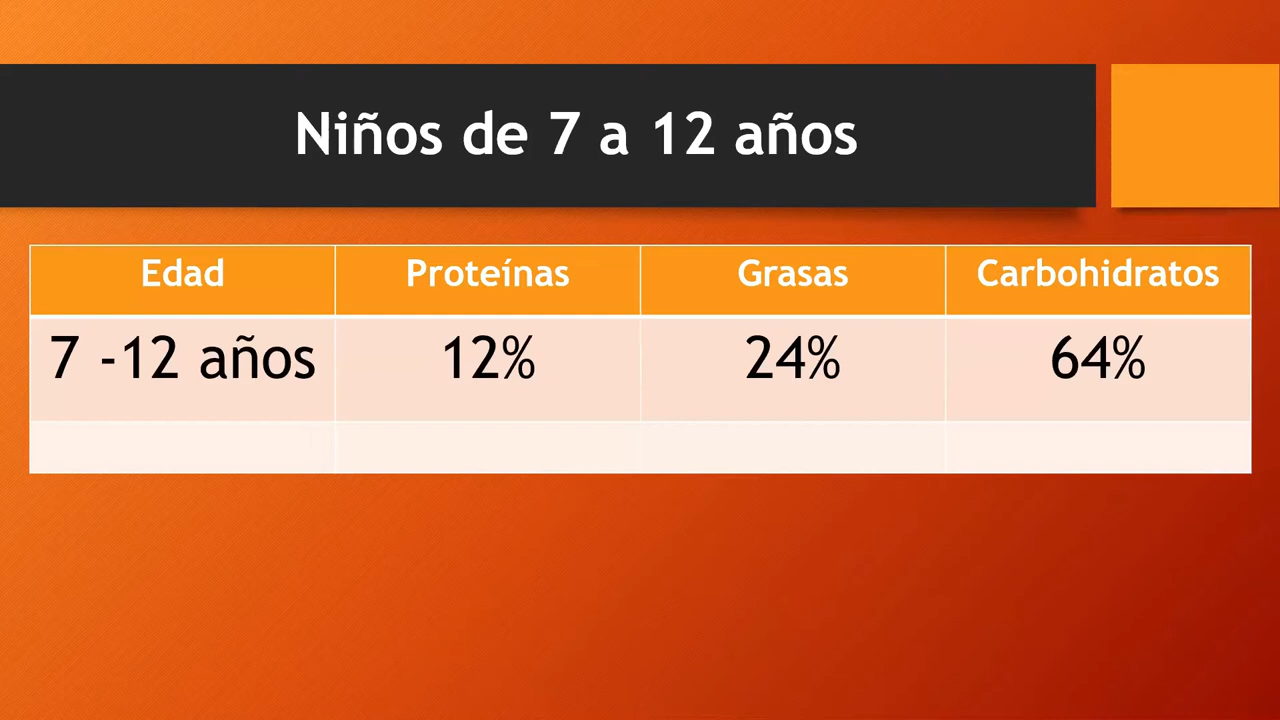 Niños de 7 a 12 años
Edad Proteínas Grasas Carbohidratos
7 -12 años 12% 24% 64%